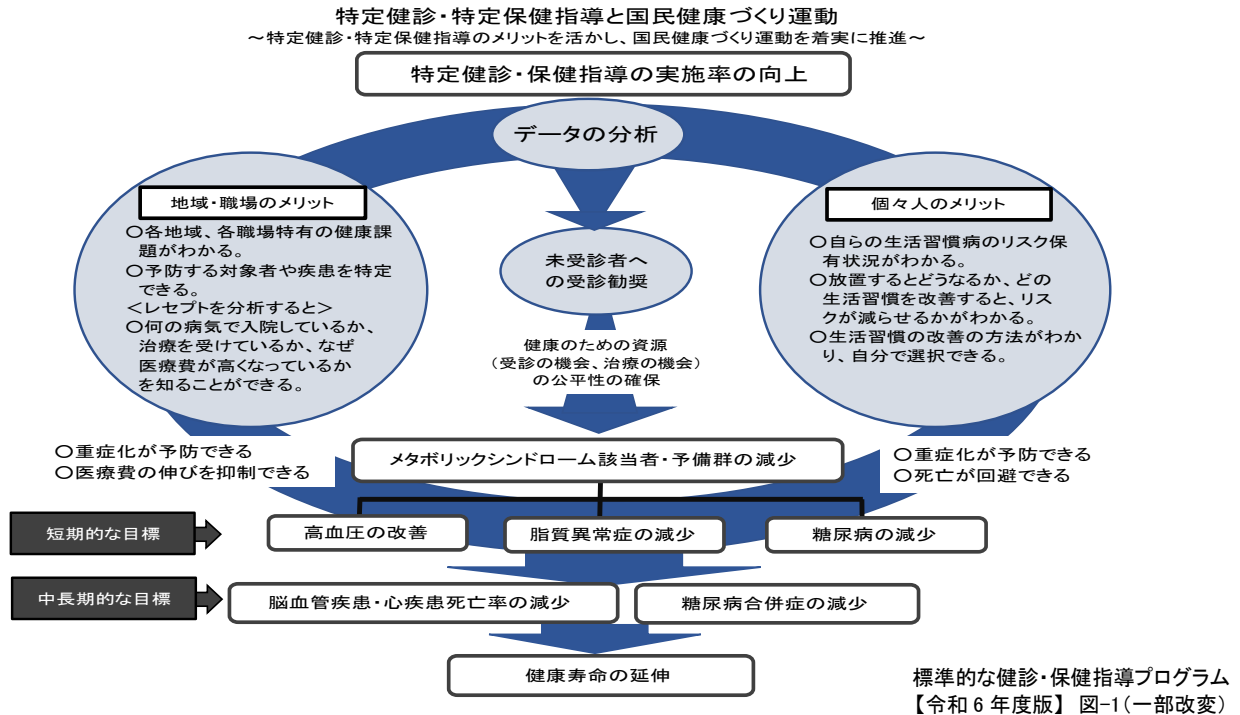 特定健診・特定保健指導と国民健康づくり運動
～特定健診・特定保健指導のメリットを活かし、国民健康づくり運動を着実に推進～
特定健診・保健指導の実施率の向上
データの分析
地域・職場のメリット
○各地域、各職場特有の健康課
題がわかる。
○予防する対象者や疾患を特定
できる。
＜レセプトを分析すると＞
○何の病気で入院しているか、
治療を受けているか、なぜ
医療費が高くなっているか
を知ることができる。
未受診者へ
の受診勧奨
健康のための資源
（受診の機会、治療の機会）
の公平性の確保
個々人のメリット
○自らの生活習慣病のリスク保
有状況がわかる。
○放置するとどうなるか、どの
生活習慣を改善すると、リス
クが減らせるかがわかる。
○生活習慣の改善の方法がわか
り、自分で選択できる。
○重症化が予防できる
○医療費の伸びを抑制できる
メタボリックシンドローム該当者・予備群の減少
○重症化が予防できる
○死亡が回避できる
短期的な目標
高血圧の改善
脂質異常症の減少
糖尿病の減少
中長期的な目標
脳血管疾患・心疾患死亡率の減少
糖尿病合併症の減少
健康寿命の延伸
標準的な健診・保健指導プログラム
【令和６年度版】 図-1（一部改変）